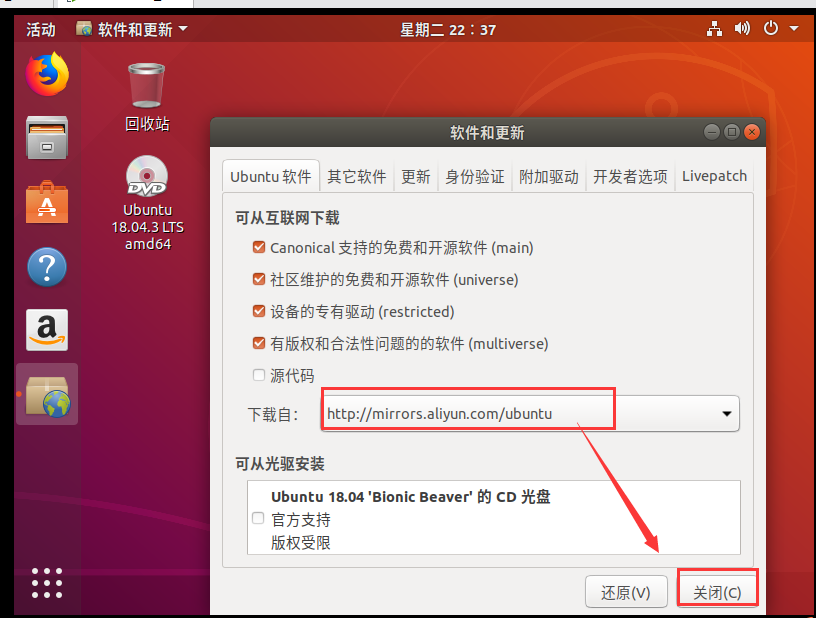 活动
软件和更新
星期二 22：37
回收站
DVD
Ubuntu
18.04.3 LTS
amd64
a
软件和更新
Ubuntu 软件
其它软件
更新
身份验证
附加驱动
开发者选项
Livepatch
可从互联网下载
Canonical 支持的免费和开源软件 (main)
社区维护的免费和开源软件 (universe)
设备的专有驱动 (restricted)
有版权和合法性问题的的软件 (multiverse)
源代码
下载自：
http://mirrors.aliyun.com/ubuntu
可从光驱安装
Ubuntu 18.04 'Bionic Beaver' 的 CD 光盘
官方支持
版权受限
还原(V)
关闭(C)